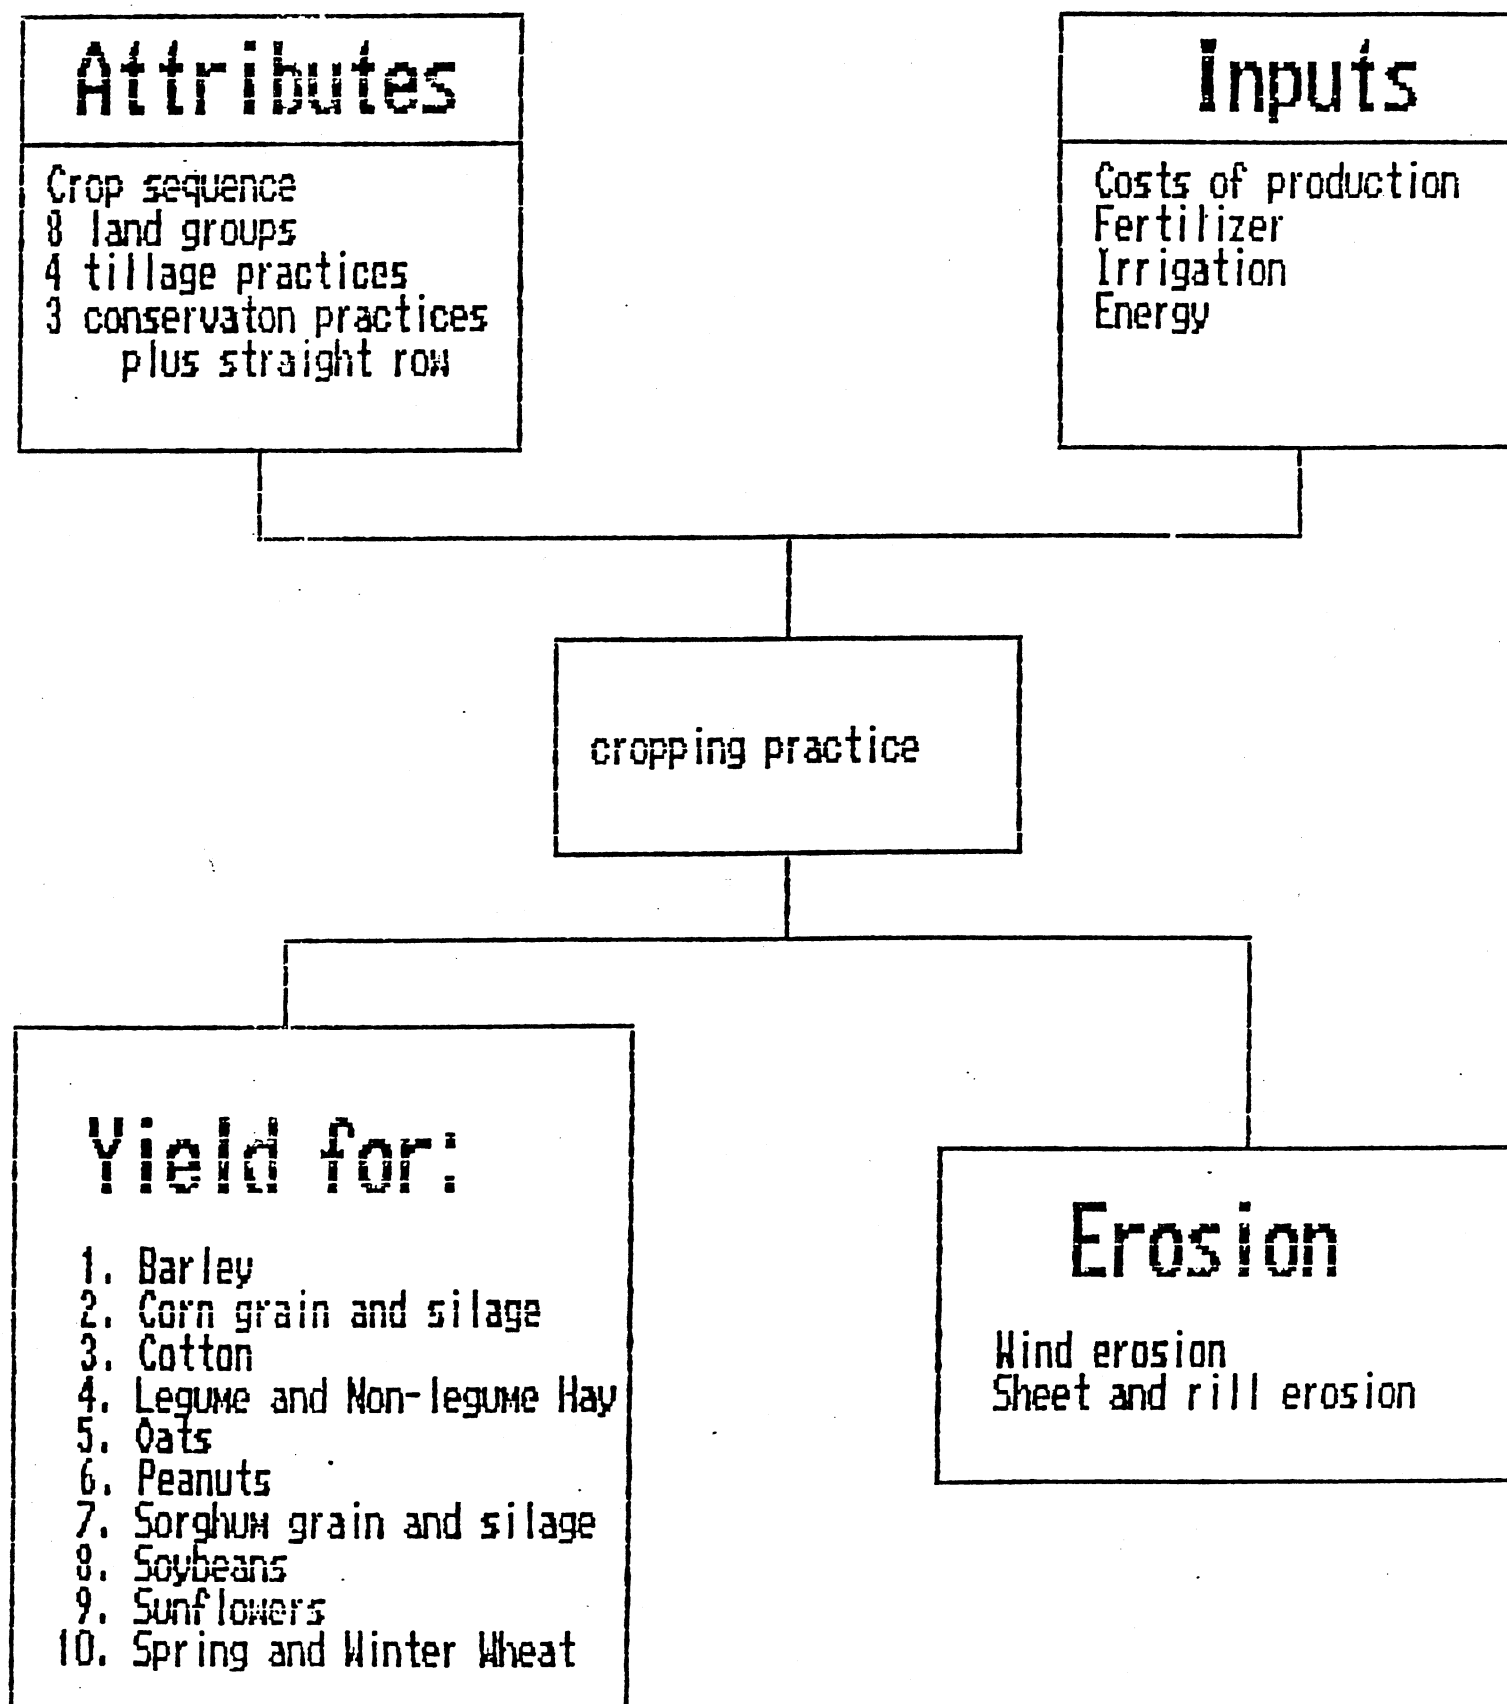 Attributes
Crop sequence
8 land groups
4 tillage practices
3 conservaton practices
plus straight row
Inputs
Costs of production
Fertilizer
Irrigation
Energy
cropping practice
Yield for:
1. Barley
2. Corn grain and silage
3. Cotton
4. Legume and Non-legume Hay
5. Oats
6. Peanuts
7. Sorghum grain and silage
8. Soybeans
9. Sunflowers
10. Spring and Winter Wheat
Erosion
Wind erosion
Sheet and rill erosion